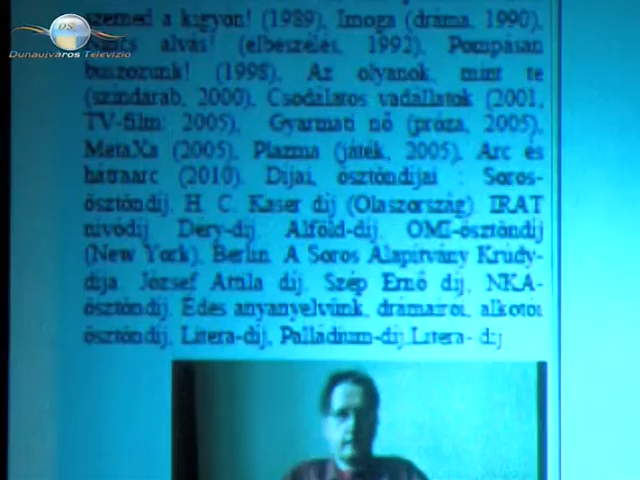 szemed a kígyón! (1989), Imoga (dráma, 1990),
alvás! (elbeszélés, 1992), Pompásan
buszozunk! (1998), Az olyanok, mint te
(színdarab, 2000), Csodálatos vadállatok (2001,
TV-film: 2005), Gyarmati nő (próza, 2005),
MetaXa (2005), Plazma (játék, 2005), Arc és
hátraarc (2010). Díjai, ösztöndíjai : Soros-
ösztöndíj, H. C. Kaser díj (Olaszország), IRAT
nívódíj, Déry-díj, Alföld-díj, OMI-ösztöndíj
(New York), Berlin. A Soros Alapítvány Krúdy-
díja, József Attila díj, Szép Ernő díj, NKA-
ösztöndíj, Édes anyanyelvünk, drámaírói, alkotói
ösztöndíj, Litera-díj, Palládium-díj, Litera- díj
DSTV
Dunaújváros Televízió